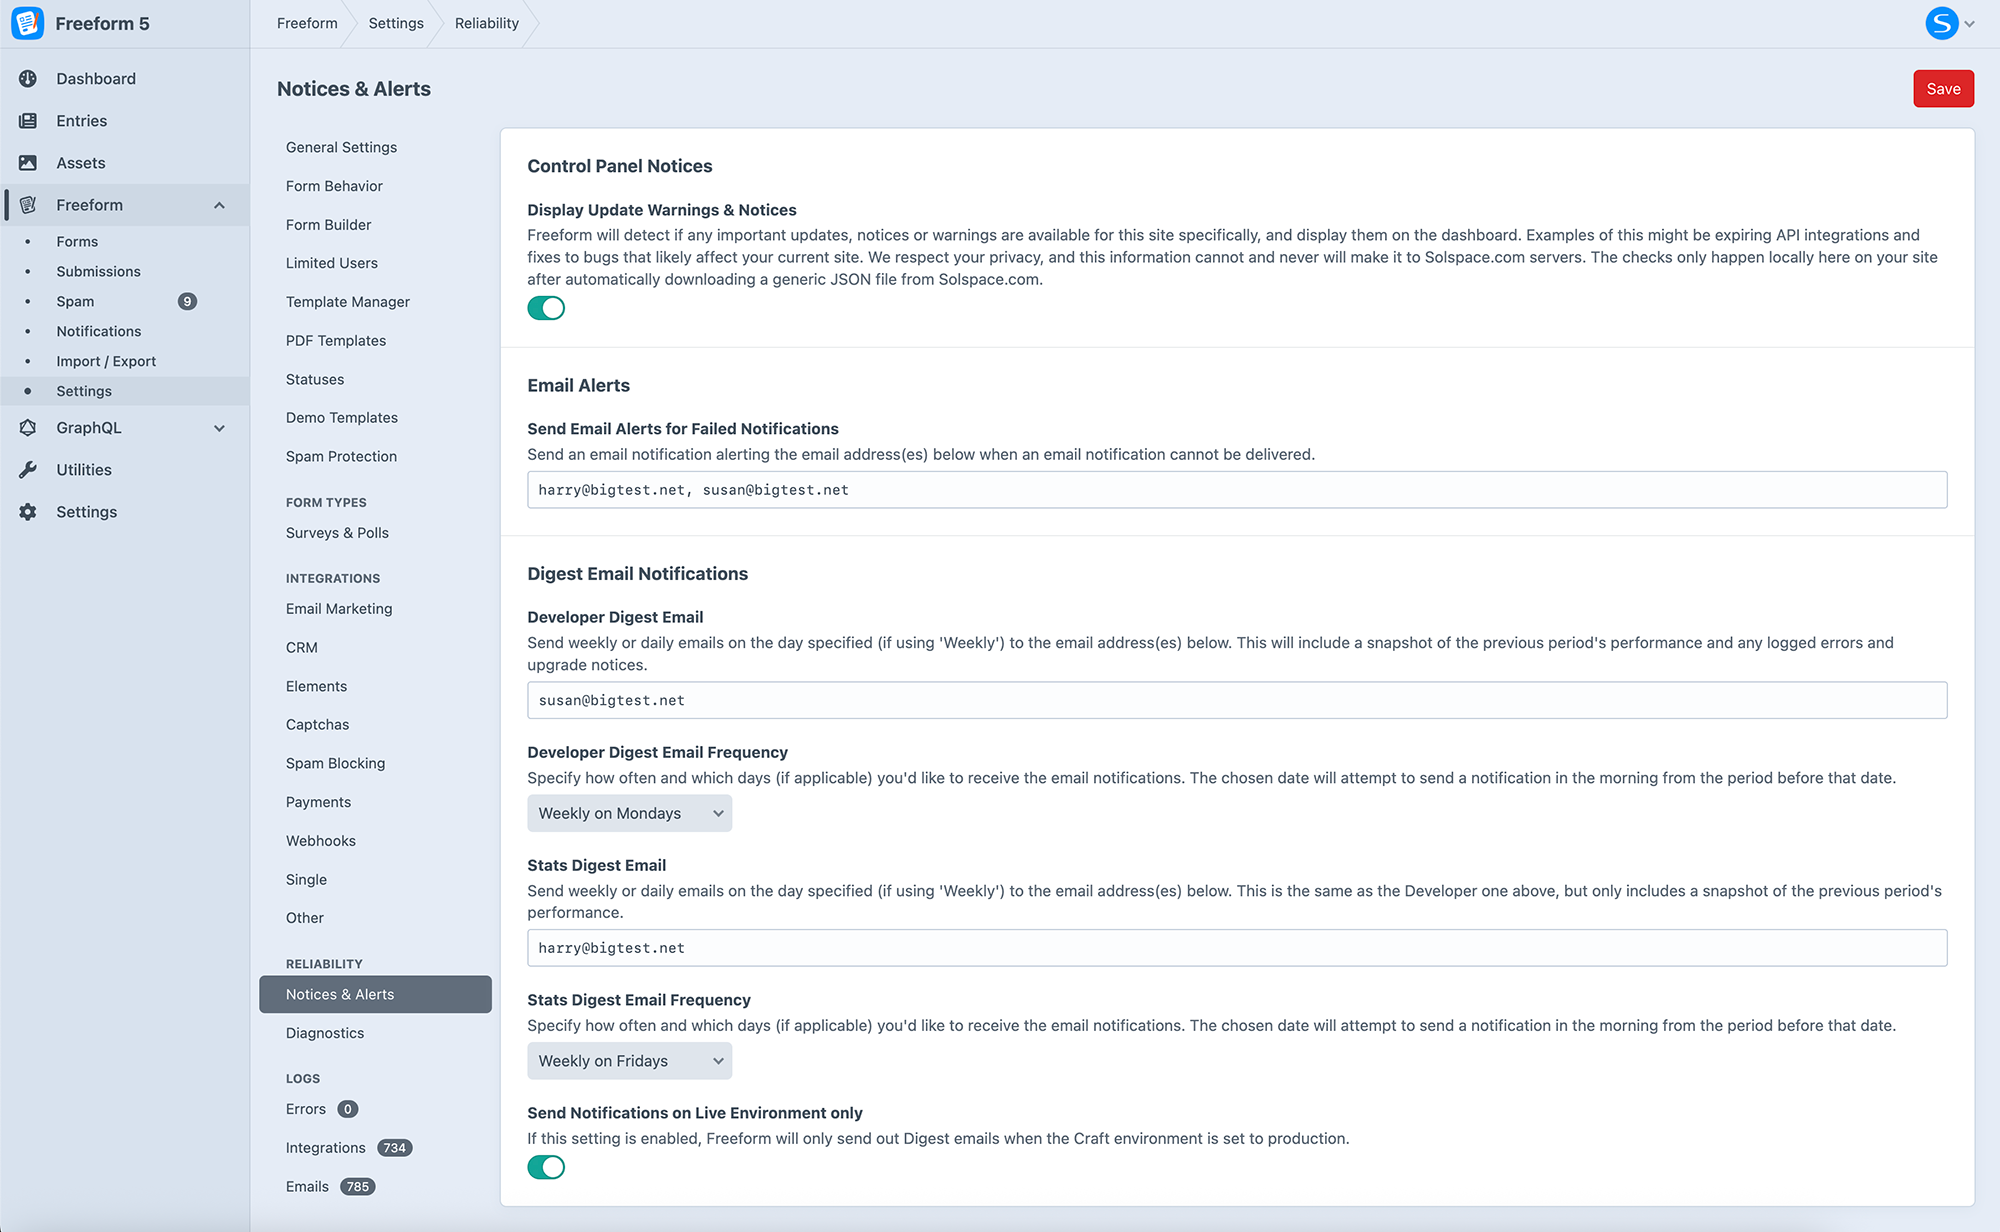 Freeform 5
Freeform
Settings
Reliability
S
Dashboard
Entries
Assets
Freeform
Forms
Submissions
Spam 9
Notifications
Import / Export
Settings
GraphQL
Utilities
Settings
Notices & Alerts
Save
General Settings
Form Behavior
Form Builder
Limited Users
Template Manager
PDF Templates
Statuses
Demo Templates
Spam Protection
FORM TYPES
Surveys & Polls
INTEGRATIONS
Email Marketing
CRM
Elements
Captchas
Spam Blocking
Payments
Webhooks
Single
Other
RELIABILITY
Notices & Alerts
Diagnostics
LOGS
Errors 0
Integrations 734
Emails 785
Control Panel Notices
Display Update Warnings & Notices
Freeform will detect if any important updates, notices or warnings are available for this site specifically, and display them on the dashboard. Examples of this might be expiring API integrations and
fixes to bugs that likely affect your current site. We respect your privacy, and this information cannot and never will make it to Solspace.com servers. The checks only happen locally here on your site
after automatically downloading a generic JSON file from Solspace.com.
Email Alerts
Send Email Alerts for Failed Notifications
Send an email notification alerting the email address(es) below when an email notification cannot be delivered.
harry@bigtest.net, susan@bigtest.net
Digest Email Notifications
Developer Digest Email
Send weekly or daily emails on the day specified (if using 'Weekly') to the email address(es) below. This will include a snapshot of the previous period's performance and any logged errors and
upgrade notices.
susan@bigtest.net
Developer Digest Email Frequency
Specify how often and which days (if applicable) you'd like to receive the email notifications. The chosen date will attempt to send a notification in the morning from the period before that date.
Weekly on Mondays
Stats Digest Email
Send weekly or daily emails on the day specified (if using 'Weekly') to the email address(es) below. This is the same as the Developer one above, but only includes a snapshot of the previous period's
performance.
harry@bigtest.net
Stats Digest Email Frequency
Specify how often and which days (if applicable) you'd like to receive the email notifications. The chosen date will attempt to send a notification in the morning from the period before that date.
Weekly on Fridays
Send Notifications on Live Environment only
If this setting is enabled, Freeform will only send out Digest emails when the Craft environment is set to production.